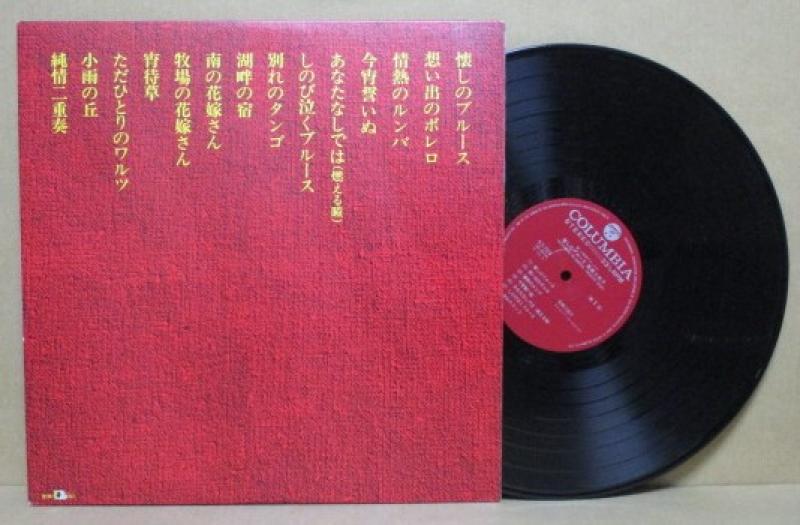 懐しのブルース
想い出のボレロ
情熱のルンバ
今宵誓いぬ
あなたなしでは(燃える瞳)
しのび泣くブルース
別れのタンゴ
湖畔の宿
南の花嫁さん
牧場の花嫁さん
宵待草
ただひとりのワルツ
小雨の丘
純情二重奏
COLUMBIA
STEREO